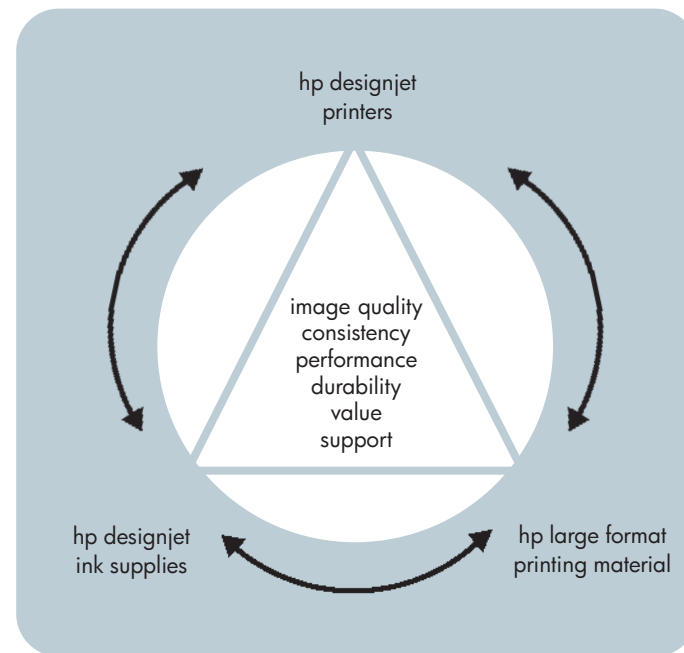 hp designjet
printers
image quality
consistency
performance
durability
value
support
hp designjet
ink supplies
hp large format
printing material